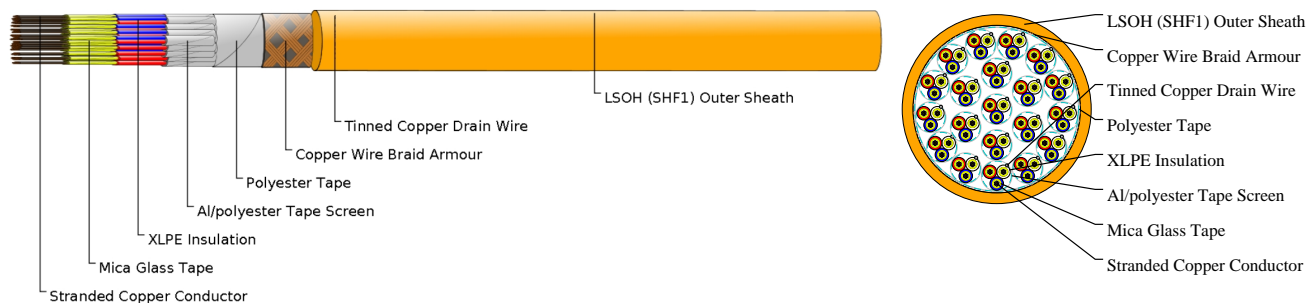 LSOH (SHF1) Outer Sheath
Tinned Copper Drain Wire
Copper Wire Braid Armour
Polyester Tape
Al/polyester Tape Screen
XLPE Insulation
Mica Glass Tape
Stranded Copper Conductor
LSOH (SHF1) Outer Sheath
Copper Wire Braid Armour
Tinned Copper Drain Wire
Polyester Tape
XLPE Insulation
Al/polyester Tape Screen
Mica Glass Tape
Stranded Copper Conductor